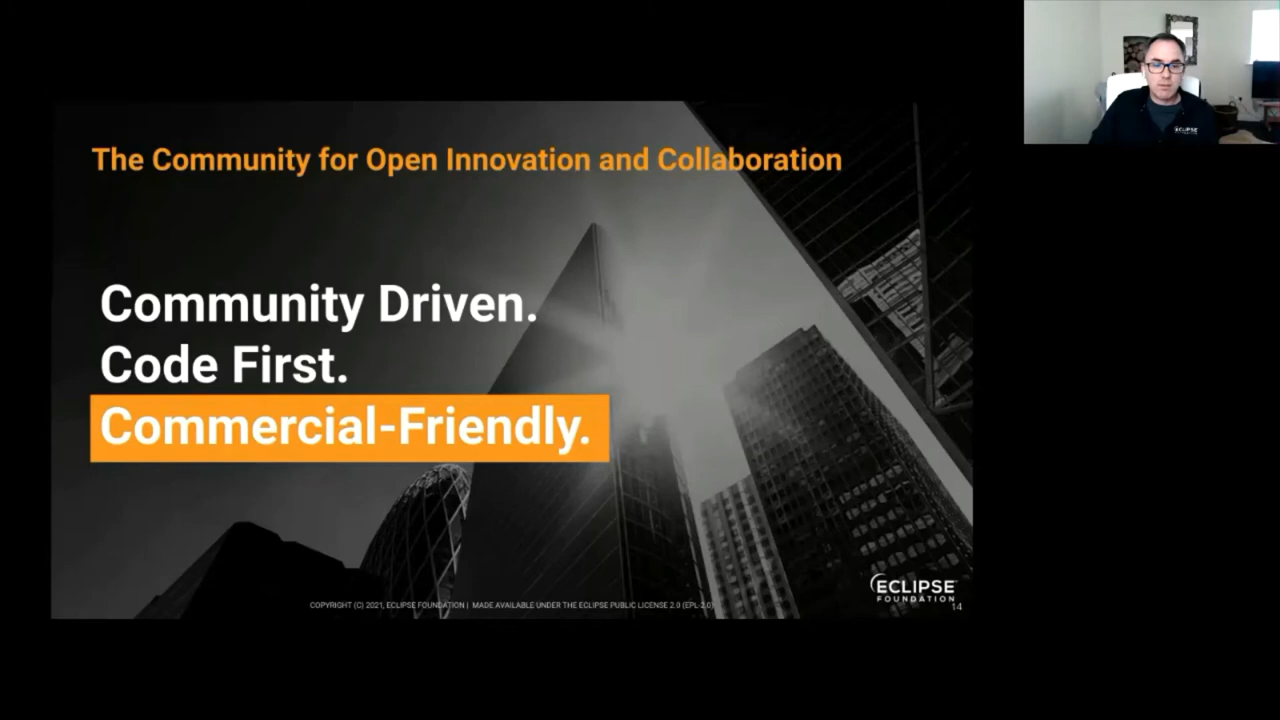 The Community for Open Innovation and Collaboration
Community Driven.
Code First.
Commercial-Friendly.
COPYRIGHT (C) 2021, ECLIPSE FOUNDATION | MADE AVAILABLE UNDER THE ECLIPSE PUBLIC LICENSE 2.0 (EPL-2.0)
ECLIPSE
FOUNDATION
14
ECLIPSE